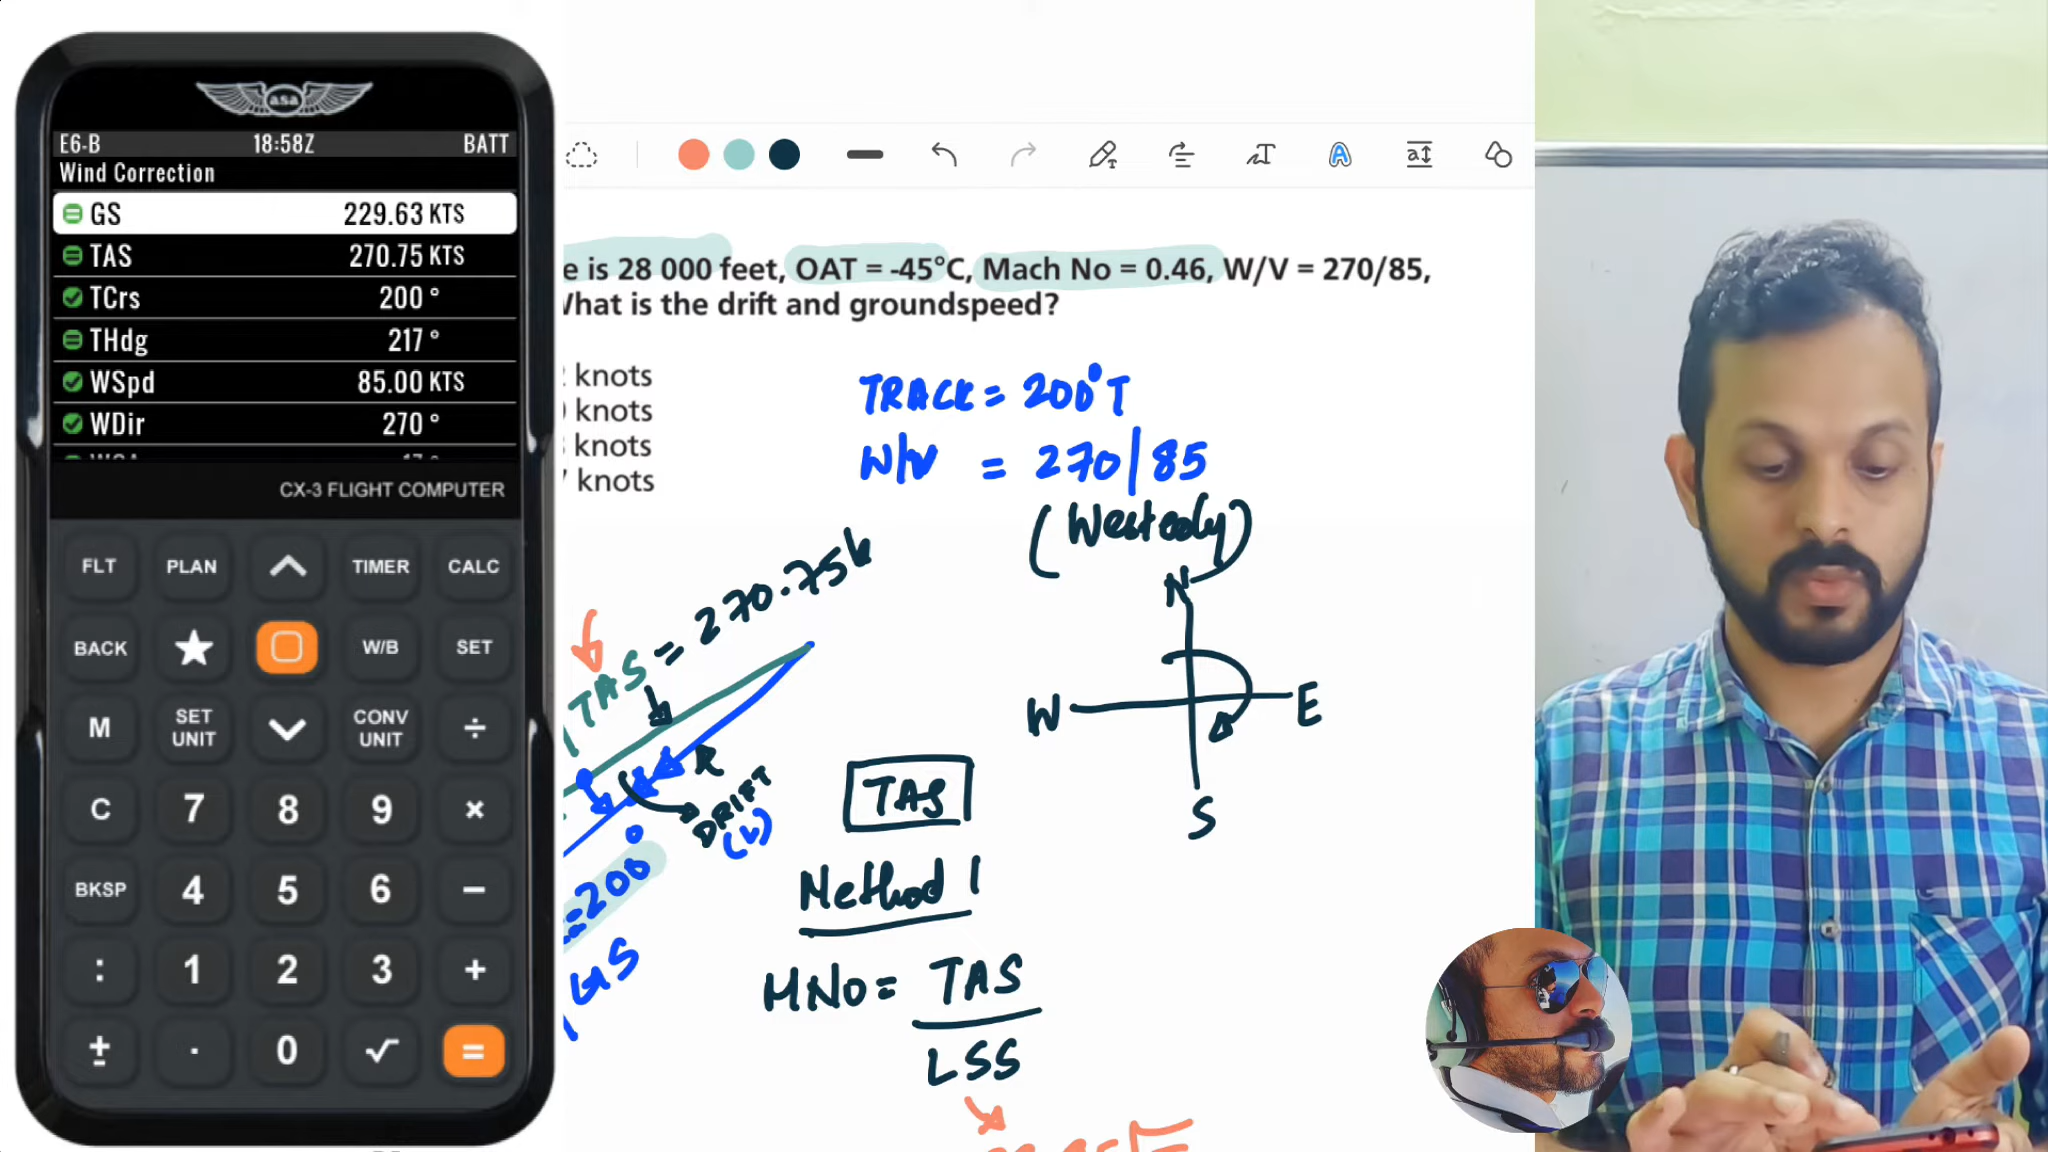 asa
E6-B 18:58Z BATT
Wind Correction
GS 229.63 KTS
TAS 270.75 KTS
TCrs 200 °
THdg 217 °
WSpd 85.00 KTS
WDir 270 °
CX-3 FLIGHT COMPUTER
FLT PLAN TIMER CALC
BACK W/B SET
M SET UNIT CONV UNIT ÷
C 7 8 9 ×
BKSP 4 5 6 −
: 1 2 3 +
± . 0 √ =
e is 28 000 feet, OAT = -45°C, Mach No = 0.46, W/V = 270/85,
What is the drift and groundspeed?
knots
knots
knots
knots
TRACK = 200°T
W/V = 270/85
(Westerly)
TAS = 270.75k
N
W E
S
R
DRIFT
(b)
=200°
GS
TAS
Method 1
MNO = TAS
LSS